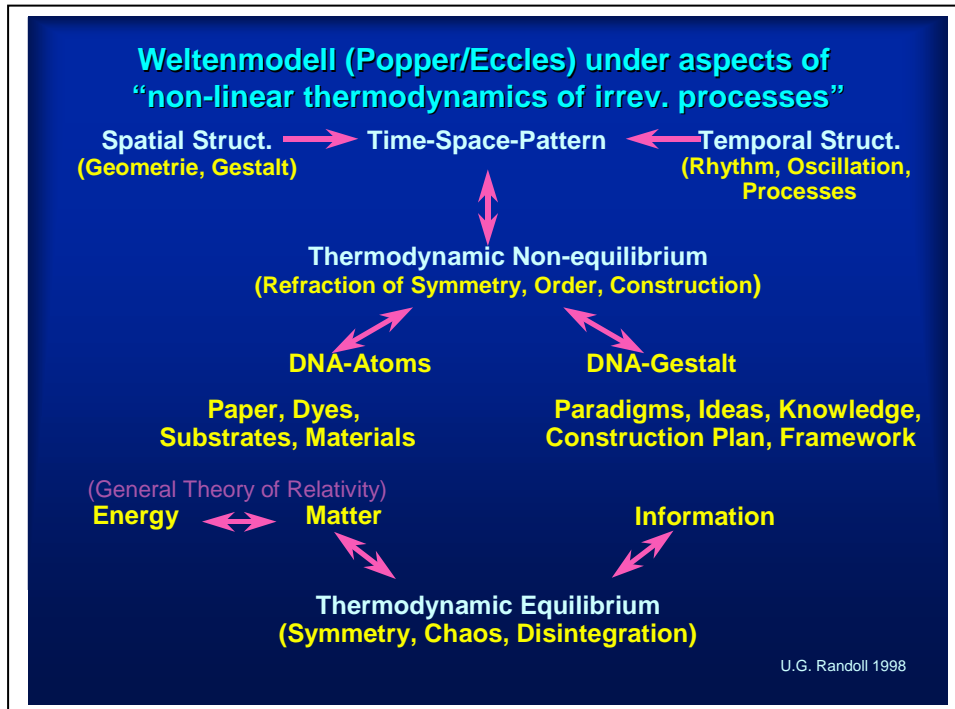 Weltenmodell (Popper/Eccles) under aspects of
“non-linear thermodynamics of irrev. processes”
Spatial Struct. Time-Space-Pattern Temporal Struct.
(Geometrie, Gestalt) (Rhythm, Oscillation,
Processes
Thermodynamic Non-equilibrium
(Refraction of Symmetry, Order, Construction)
DNA-Atoms DNA-Gestalt
Paper, Dyes, Paradigms, Ideas, Knowledge,
Substrates, Materials Construction Plan, Framework
(General Theory of Relativity)
Energy Matter Information
Thermodynamic Equilibrium
(Symmetry, Chaos, Disintegration)
U.G. Randoll 1998